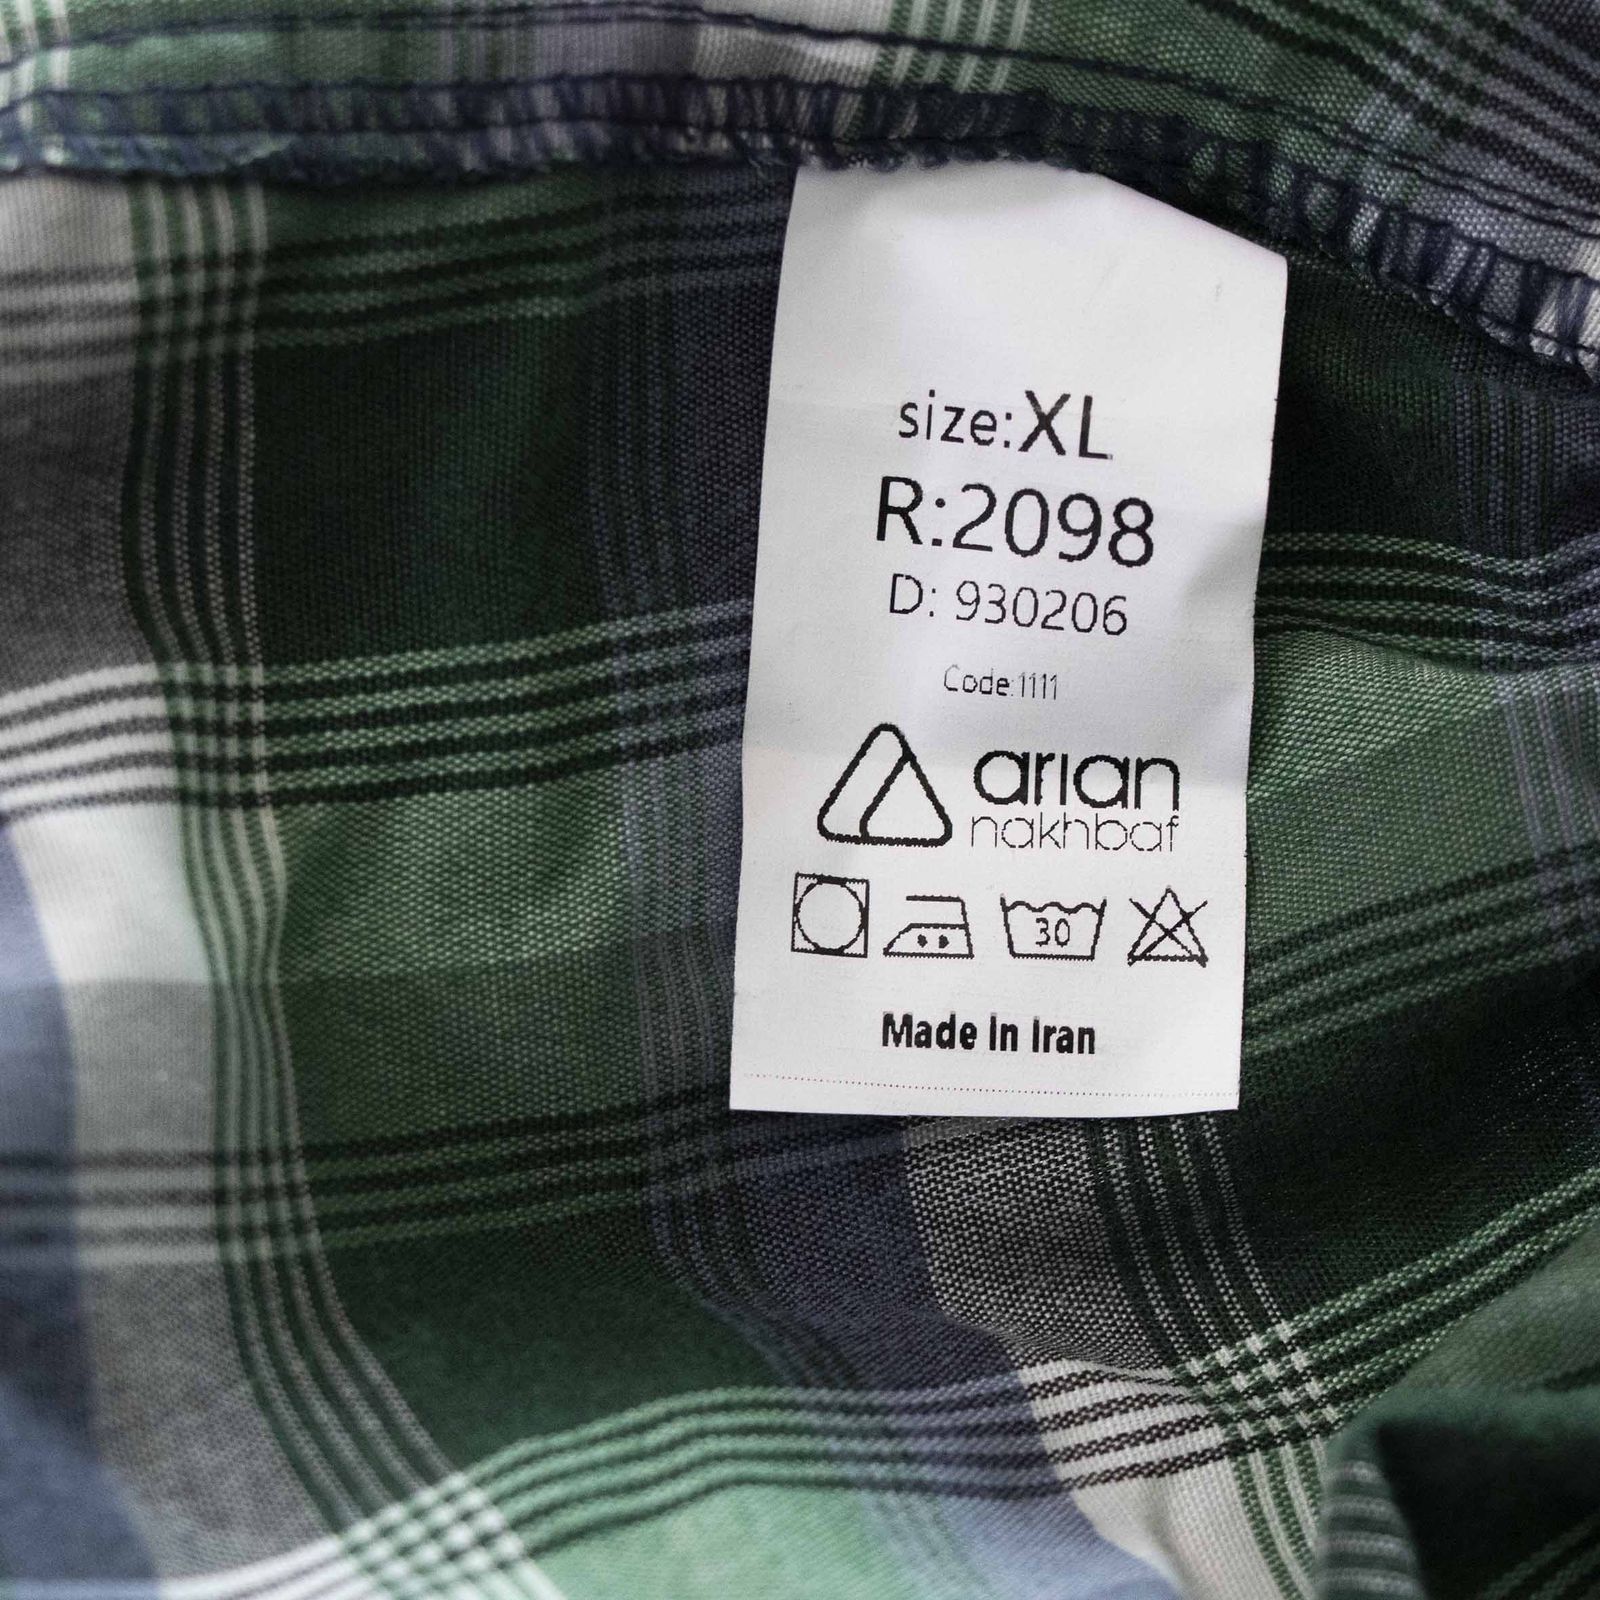 size:XL
R:2098
D: 930206
Code:1111
arian
nakhbaf
30
Made in Iran